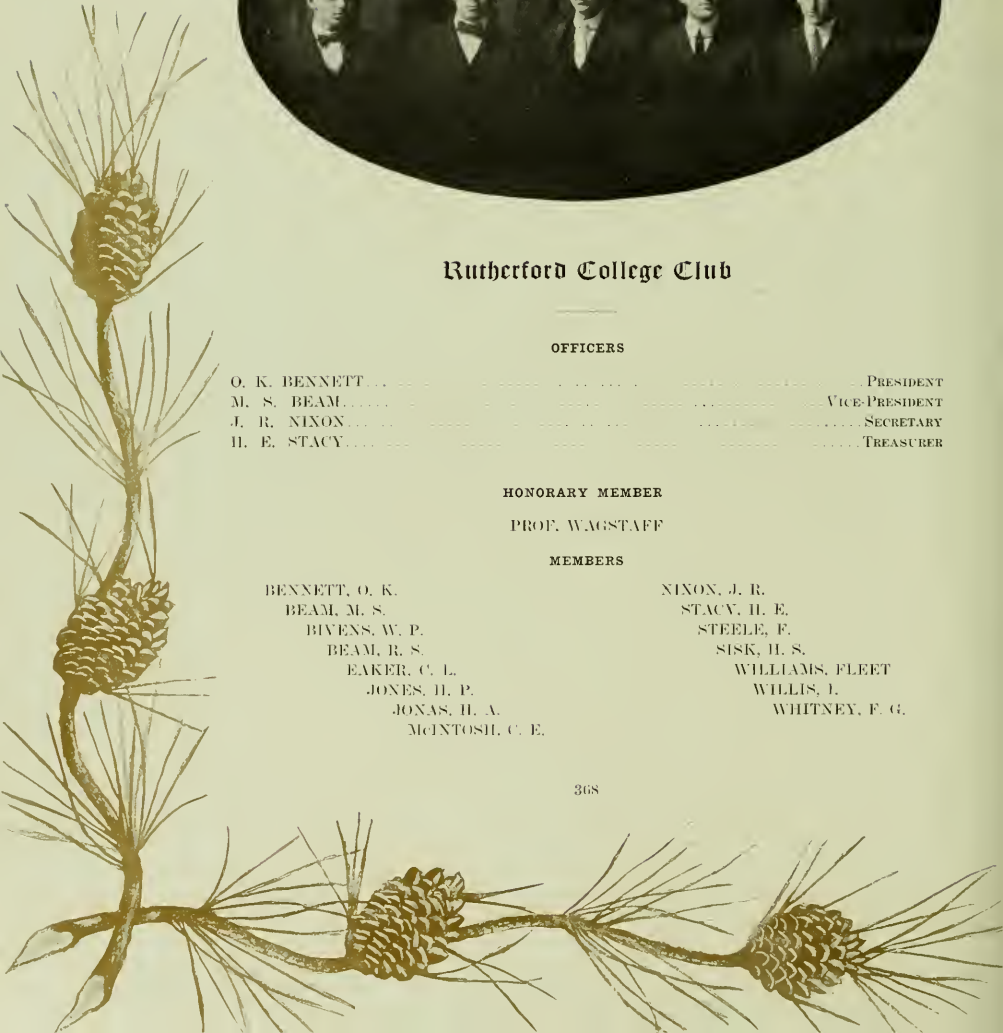 Rutherford College Club
OFFICERS
O. K. BENNETT . . . PRESIDENT
M. S. BEAM . . . VICE-PRESIDENT
J. R. NIXON . . . SECRETARY
H. E. STACY . . . TREASURER
HONORARY MEMBER
PROF. WAGSTAFF
MEMBERS
BENNETT, O. K.
BEAM, M. S.
BIVENS, W. P.
BEAM, R. S.
EAKER, C. L.
JONES, H. P.
JONAS, H. A.
McINTOSH, C. E.
NIXON, J. R.
STACY, H. E.
STEELE, F.
SISK, H. S.
WILLIAMS, FLEET
WILLIS, I.
WHITNEY, F. G.
368